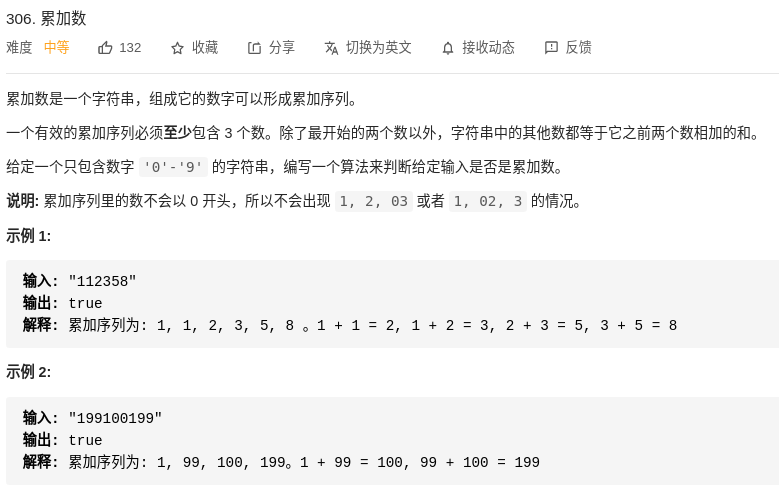 306. 累加数
难度 中等 132 收藏 分享 切换为英文 接收动态 反馈
累加数是一个字符串，组成它的数字可以形成累加序列。
一个有效的累加序列必须至少包含 3 个数。除了最开始的两个数以外，字符串中的其他数都等于它之前两个数相加的和。
给定一个只包含数字 '0'-'9' 的字符串，编写一个算法来判断给定输入是否是累加数。
说明: 累加序列里的数不会以 0 开头，所以不会出现 1, 2, 03 或者 1, 02, 3 的情况。
示例 1:
输入: "112358"
输出: true
解释: 累加序列为: 1, 1, 2, 3, 5, 8 。1 + 1 = 2, 1 + 2 = 3, 2 + 3 = 5, 3 + 5 = 8
示例 2:
输入: "199100199"
输出: true
解释: 累加序列为: 1, 99, 100, 199。1 + 99 = 100, 99 + 100 = 199